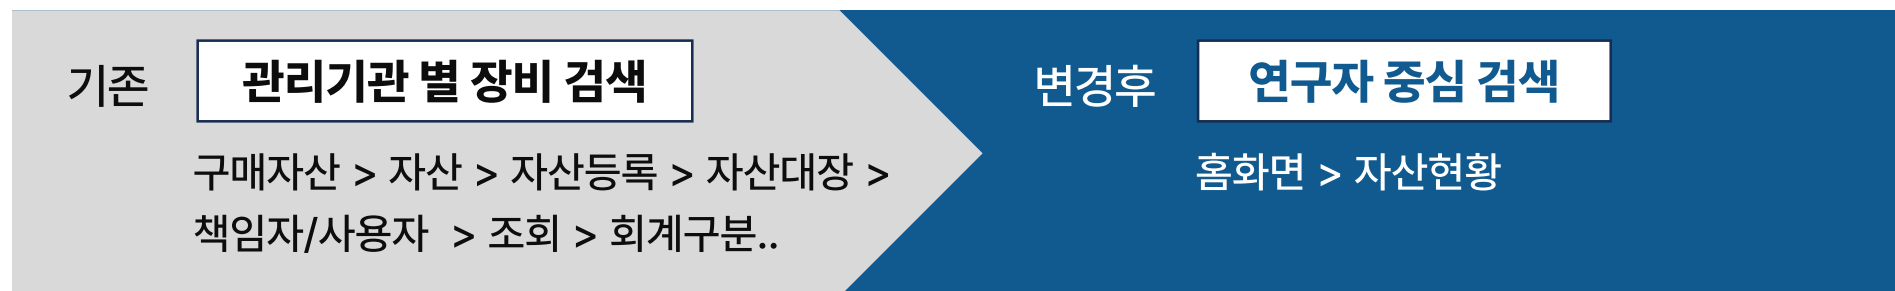 기존
관리기관 별 장비 검색
구매자산 > 자산 > 자산등록 > 자산대장 >
책임자/사용자 > 조회 > 회계구분..
변경후
연구자 중심 검색
홈화면 > 자산현황